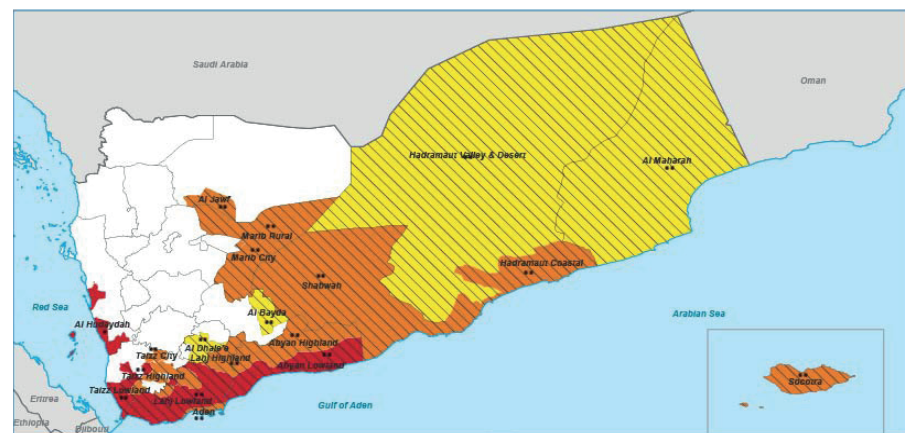 Saudi Arabia
Oman
Hadramaut Valley & Desert
Al Maharah
Al Jawf
Marib Rural
Marib City
Hadramaut Coastal
Shabwah
Red Sea
Al Bayda
Arabian Sea
Al Hudaydah
Abyan Highland
Al Dhale'e
Taizz City
Lahj Highland
Abyan Lowland
Taizz Highland
Socotra
Taizz Lowland
Lahj Lowland
Eritrea
Gulf of Aden
Aden
Ethiopia
Djibouti